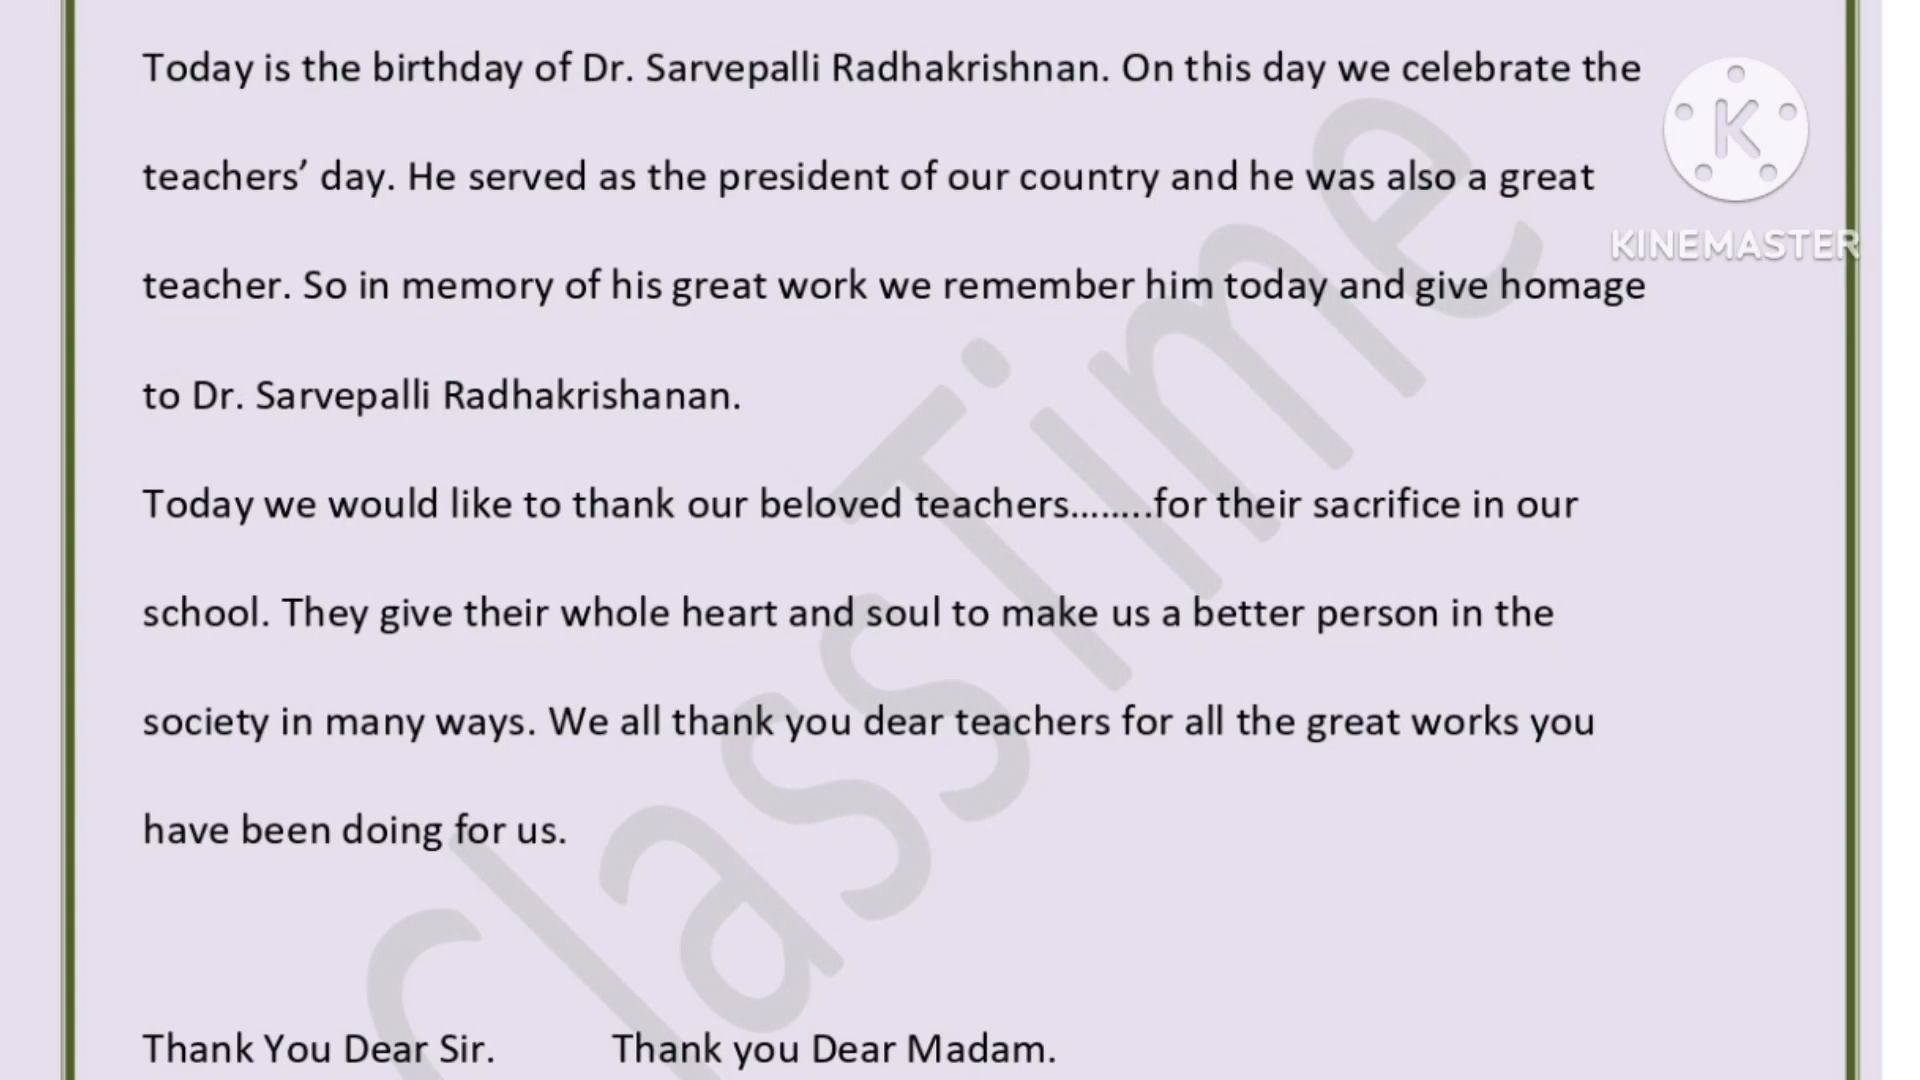 Today is the birthday of Dr. Sarvepalli Radhakrishnan. On this day we celebrate the
teachers’ day. He served as the president of our country and he was also a great
teacher. So in memory of his great work we remember him today and give homage
to Dr. Sarvepalli Radhakrishanan.
Today we would like to thank our beloved teachers........for their sacrifice in our
school. They give their whole heart and soul to make us a better person in the
society in many ways. We all thank you dear teachers for all the great works you
have been doing for us.
Thank You Dear Sir. Thank you Dear Madam.
K
KINEMASTER
ClassTime